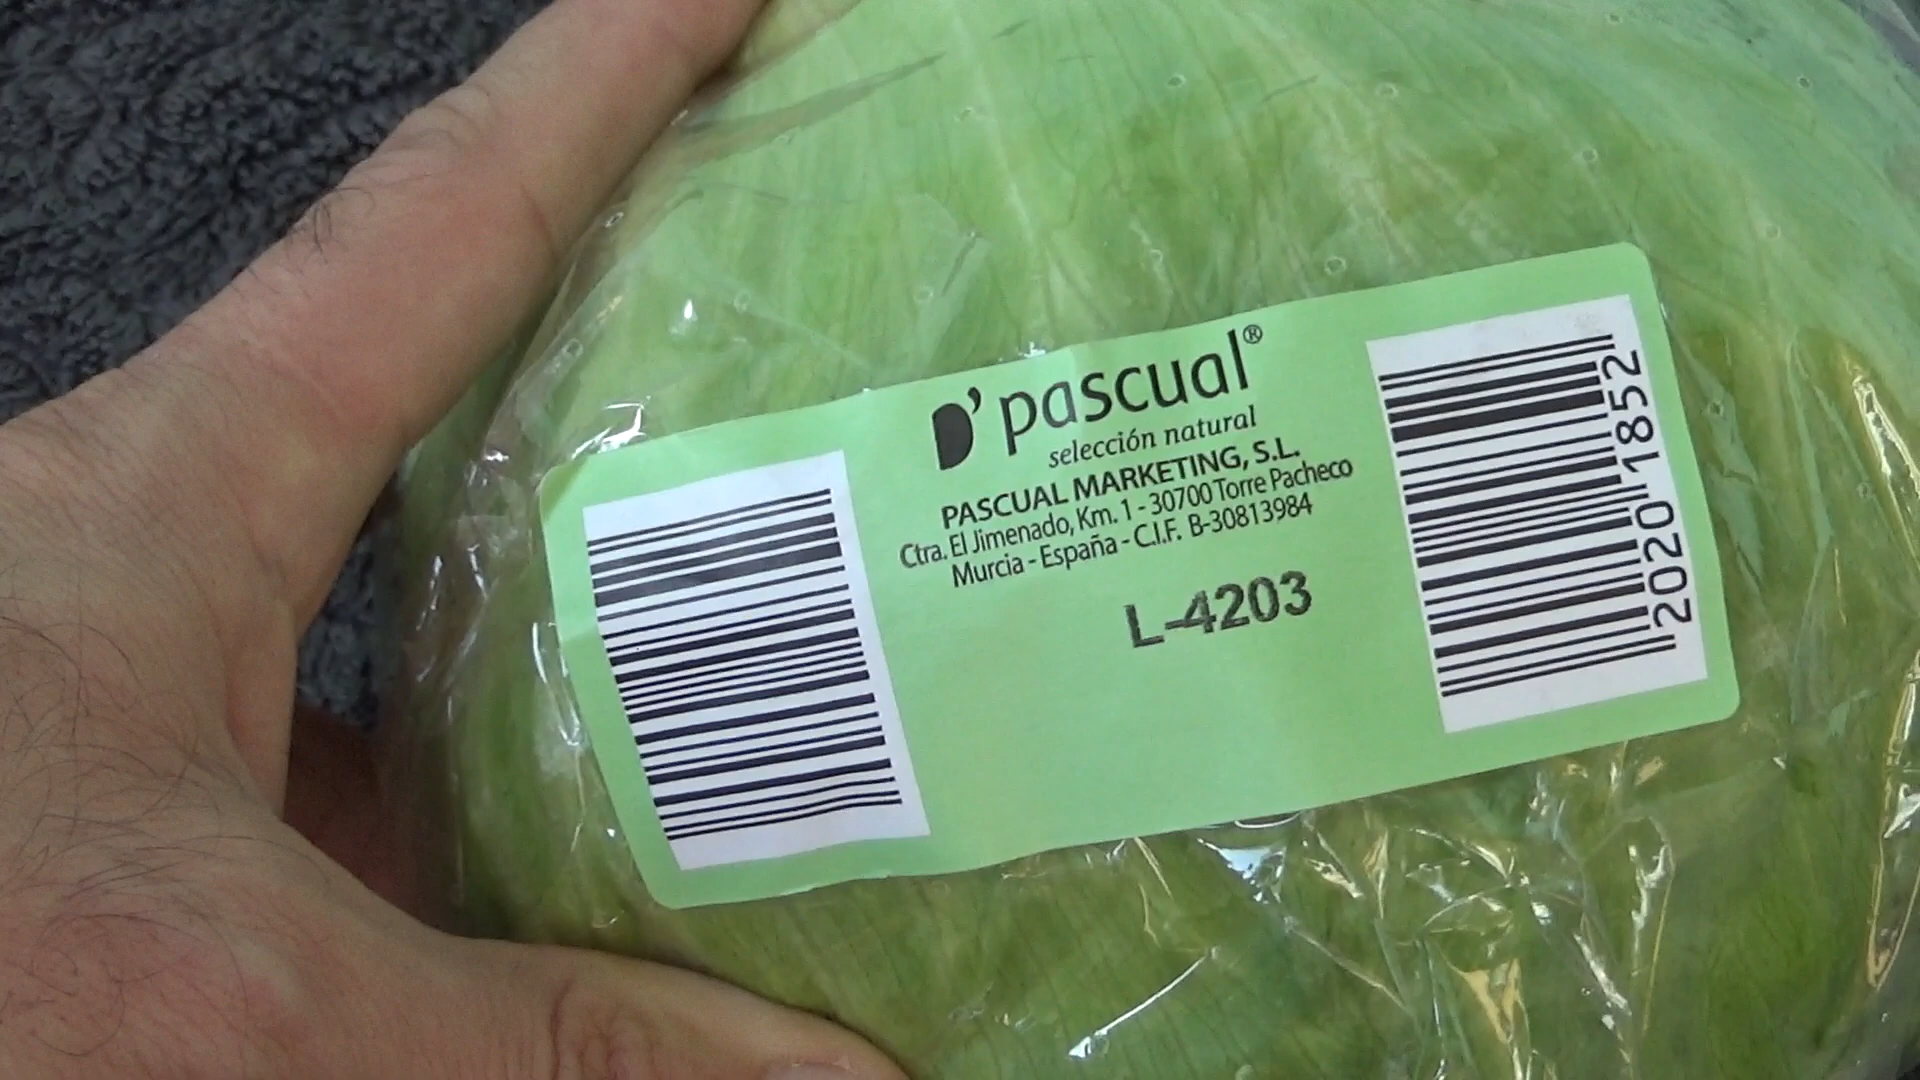 D' pascual®
selección natural
PASCUAL MARKETING, S.L.
Ctra. El Jimenado, Km. 1 - 30700 Torre Pacheco
Murcia - España - C.I.F. B-30813984
L-4203
2020 1852